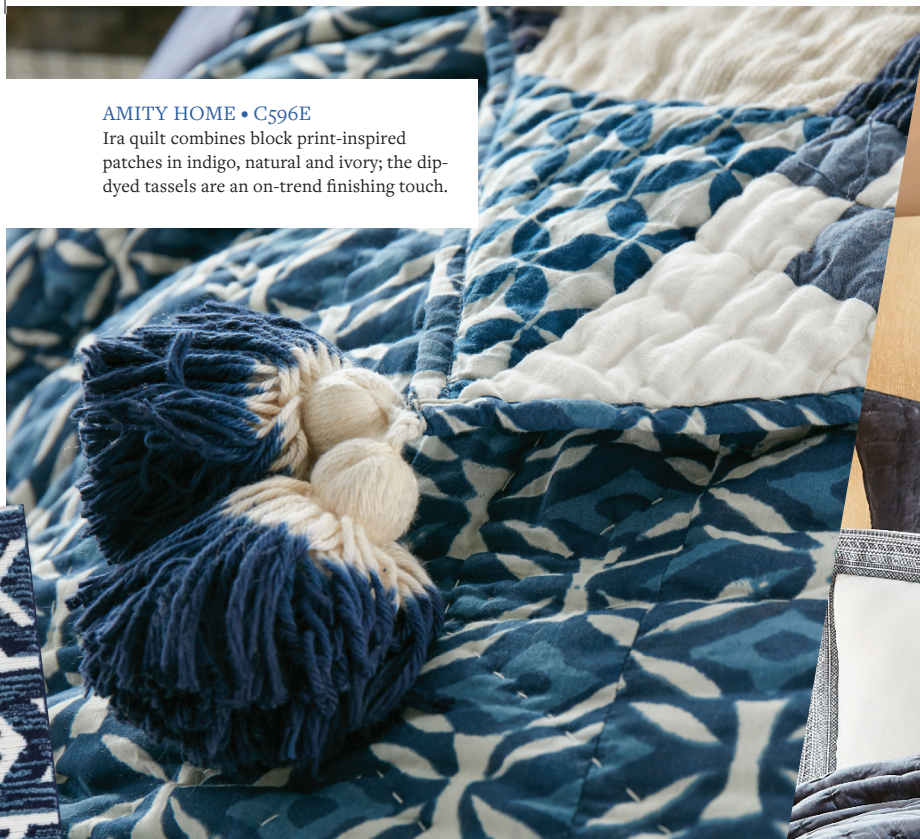 AMITY HOME • C596E
Ira quilt combines block print-inspired
patches in indigo, natural and ivory; the dip-
dyed tassels are an on-trend finishing touch.